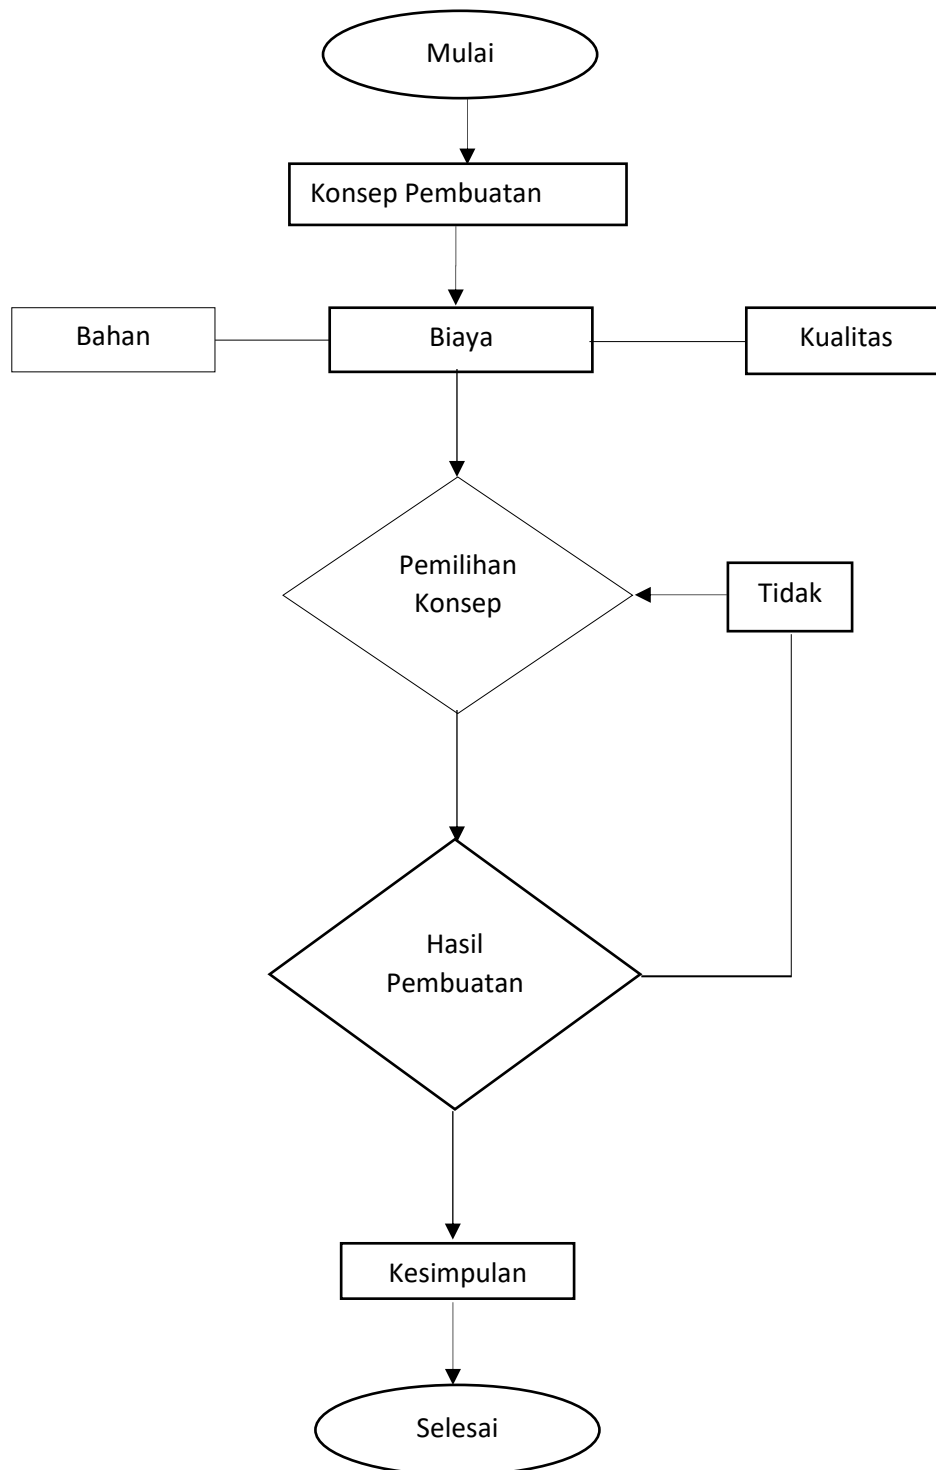 Mulai
Konsep Pembuatan
Bahan
Biaya
Kualitas
Pemilihan
Konsep
Tidak
Hasil
Pembuatan
Kesimpulan
Selesai